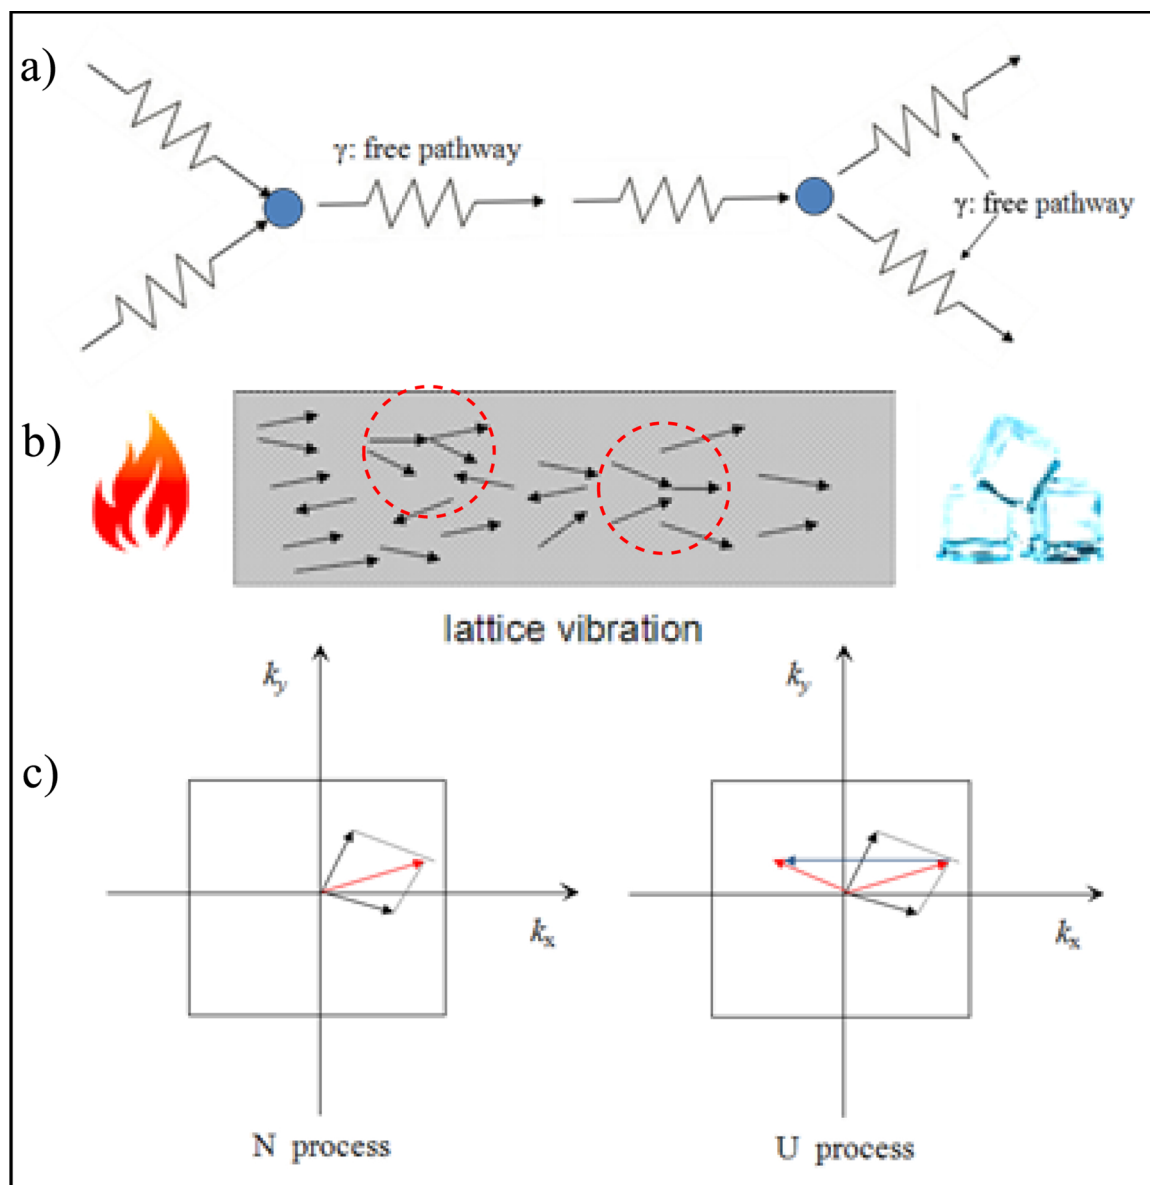 a)
γ: free pathway
γ: free pathway
b)
lattice vibration
c)
ky
ky
kx
kx
N process
U process